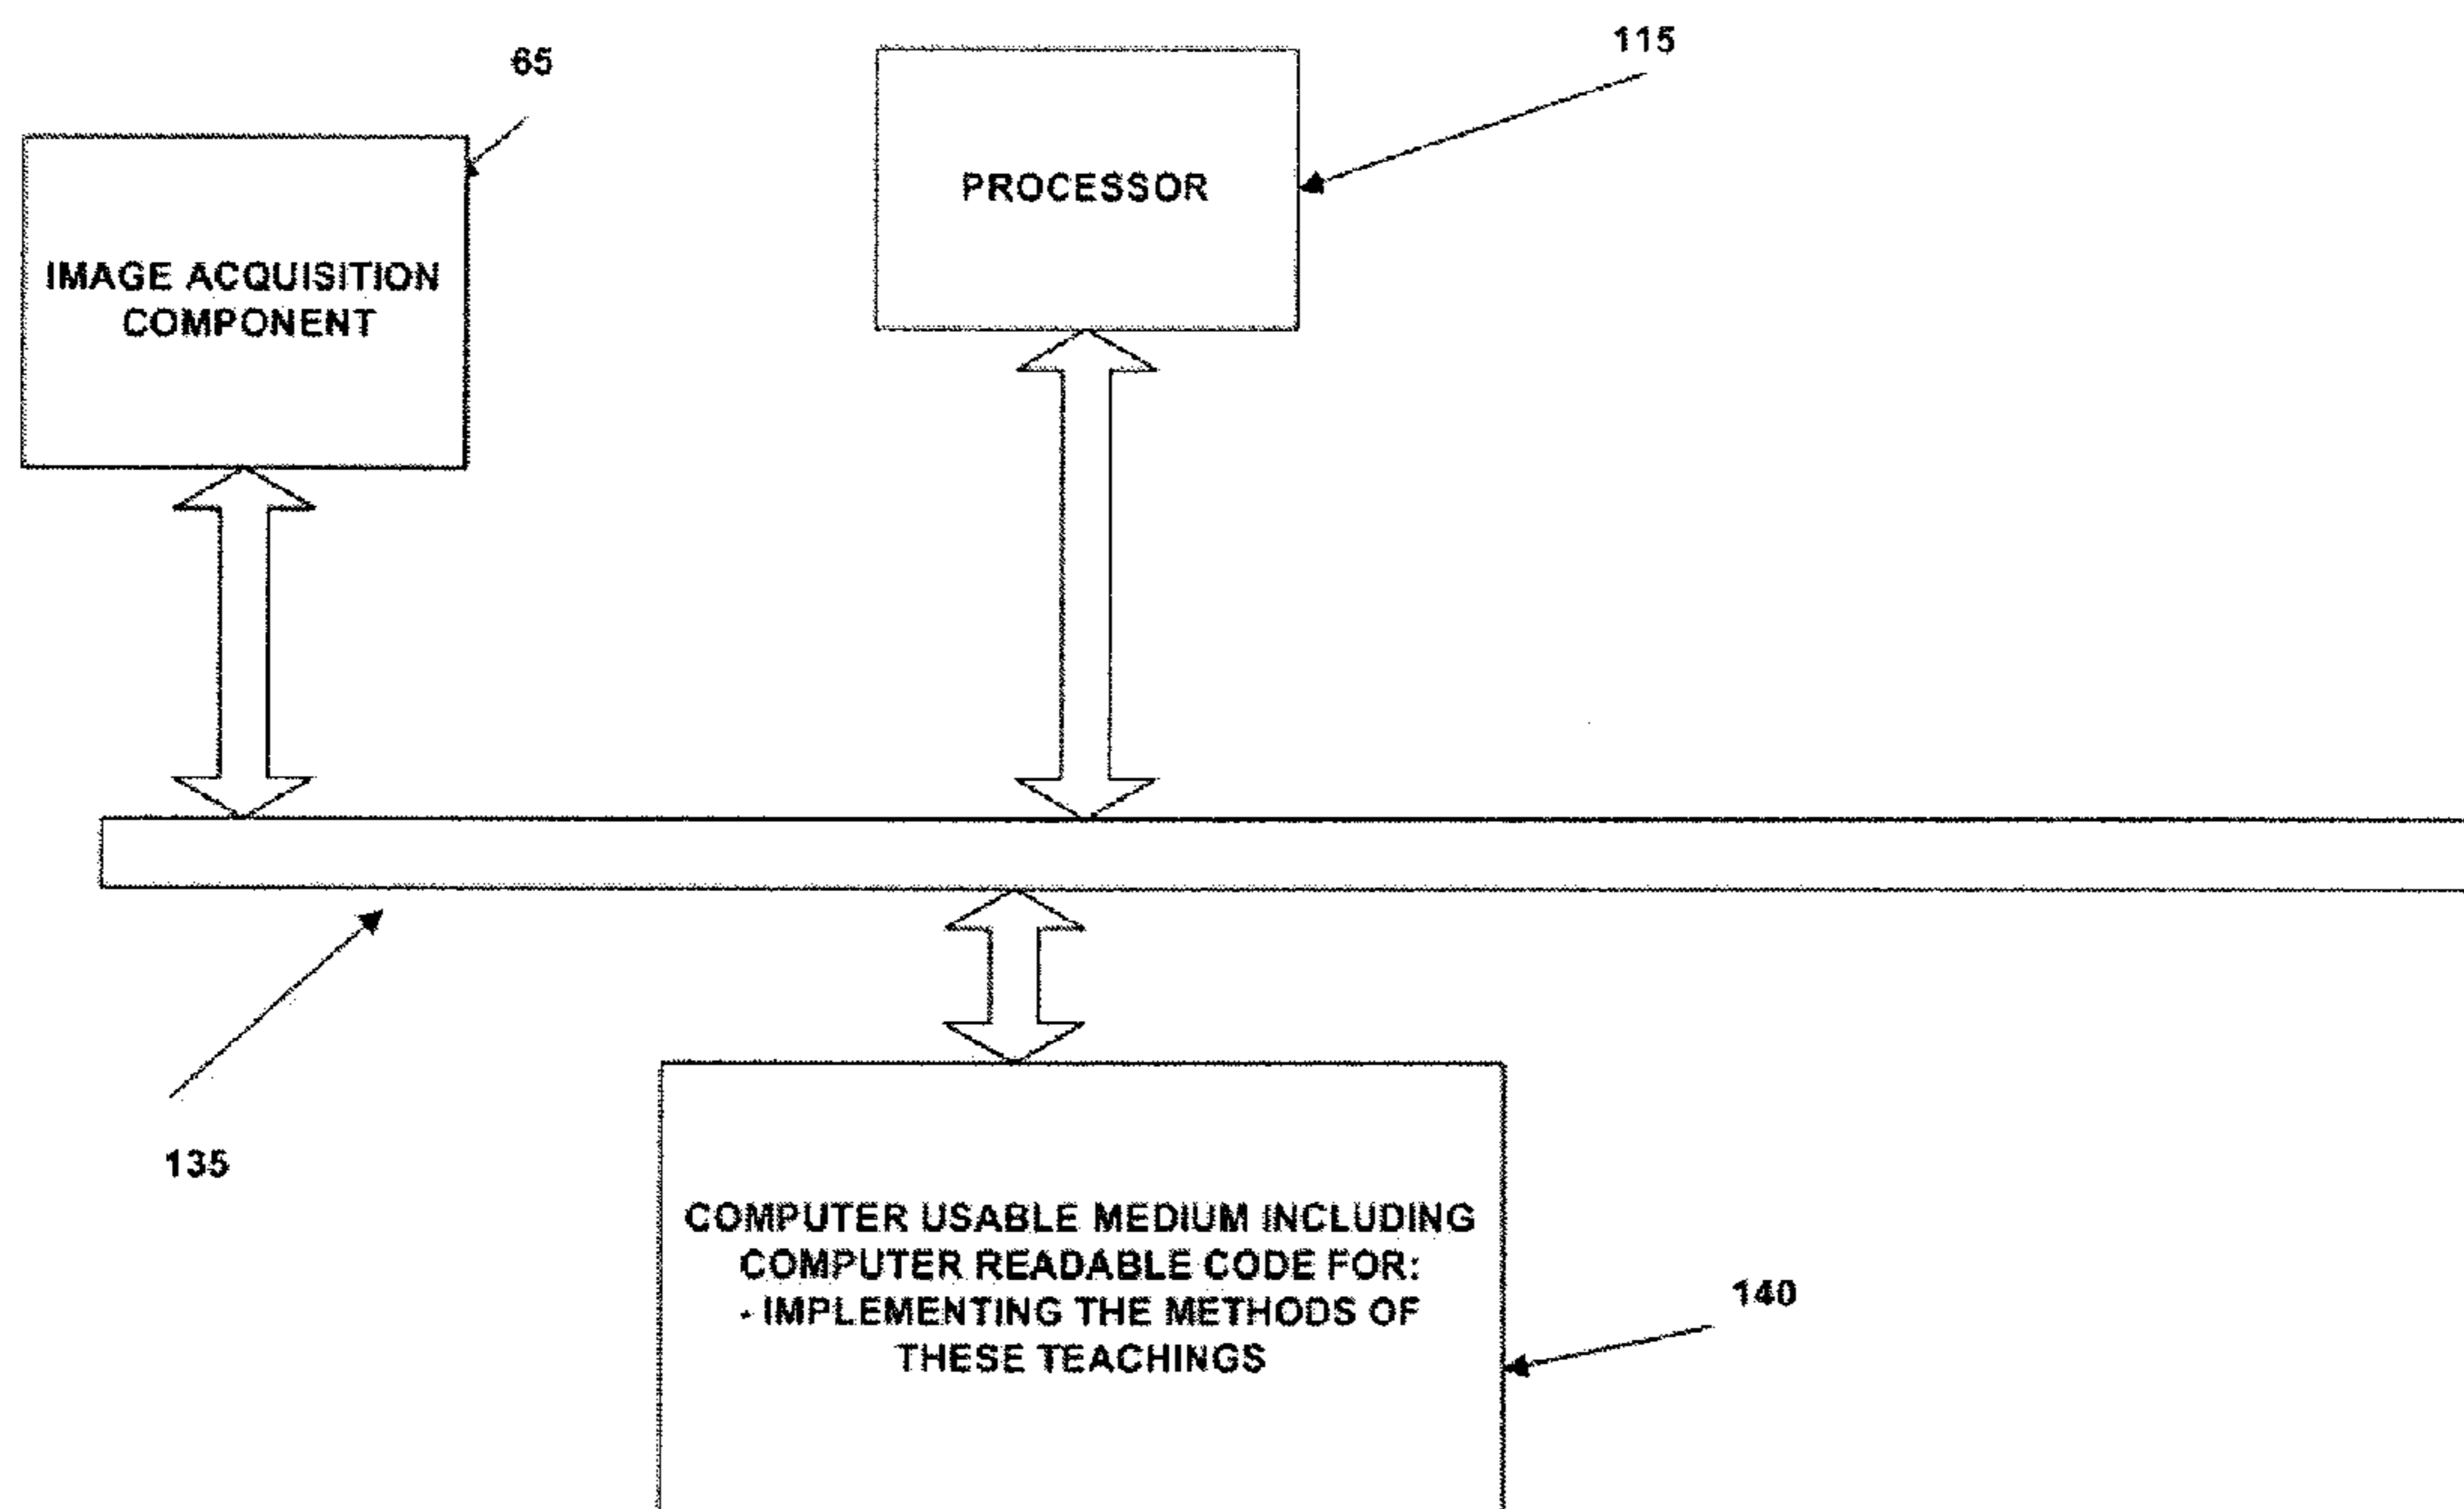 65
115
PROCESSOR
IMAGE ACQUISITION
COMPONENT
135
COMPUTER USABLE MEDIUM INCLUDING
COMPUTER READABLE CODE FOR:
- IMPLEMENTING THE METHODS OF
THESE TEACHINGS
140